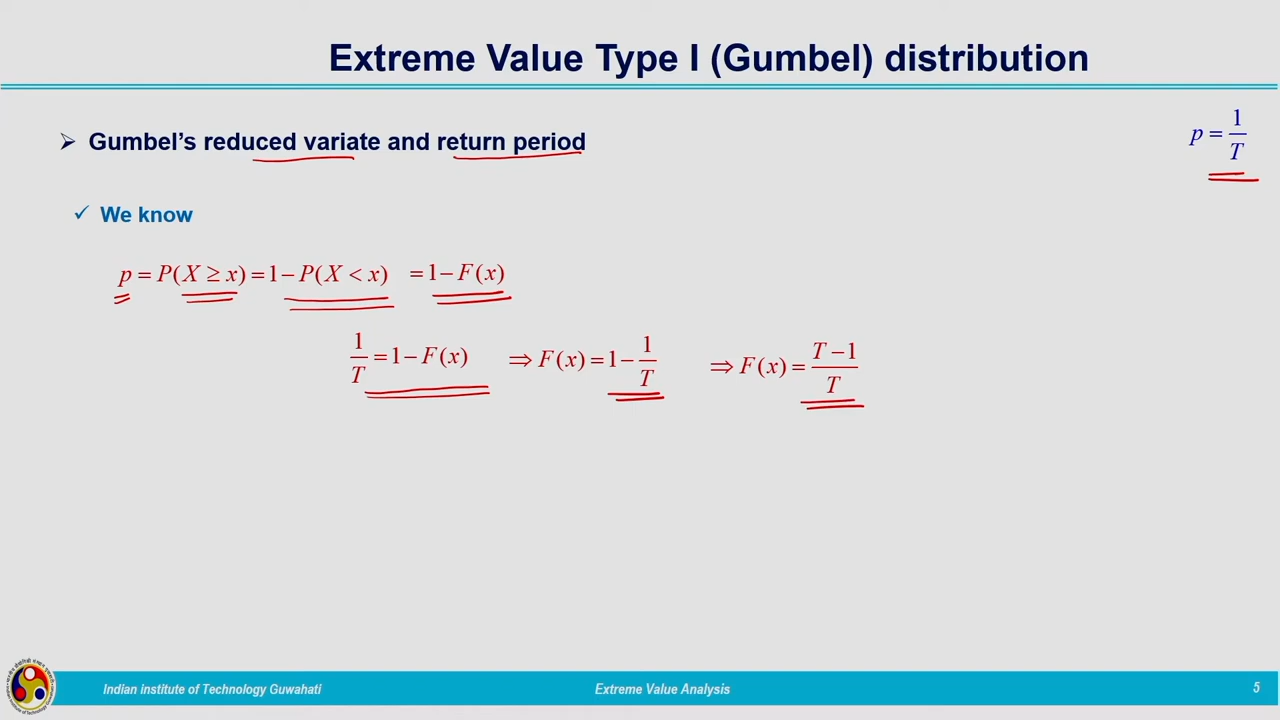 Extreme Value Type I (Gumbel) distribution
➢ Gumbel's reduced variate and return period
p = 1/T
✓ We know
p = P(X ≥ x) = 1 − P(X < x) = 1 − F(x)
1/T = 1 − F(x) ⇒ F(x) = 1 − 1/T ⇒ F(x) = (T − 1)/T
Indian institute of Technology Guwahati Extreme Value Analysis 5